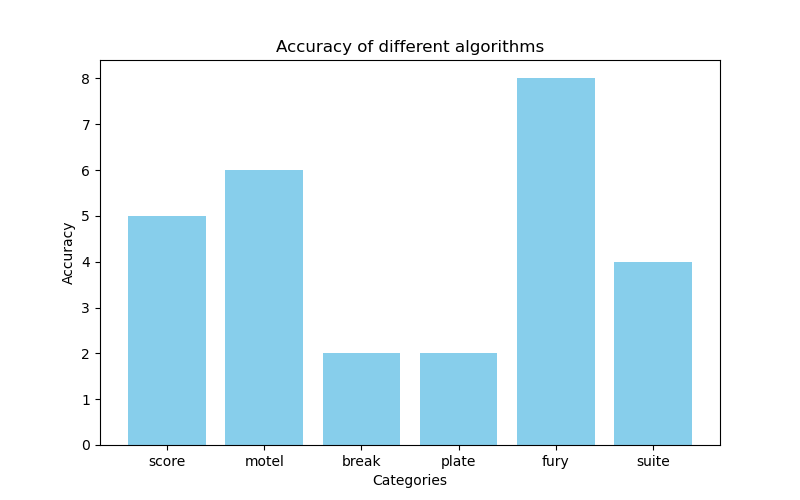 Accuracy of different algorithms
Accuracy
8
7
6
5
4
3
2
1
0
score motel break plate fury suite
Categories